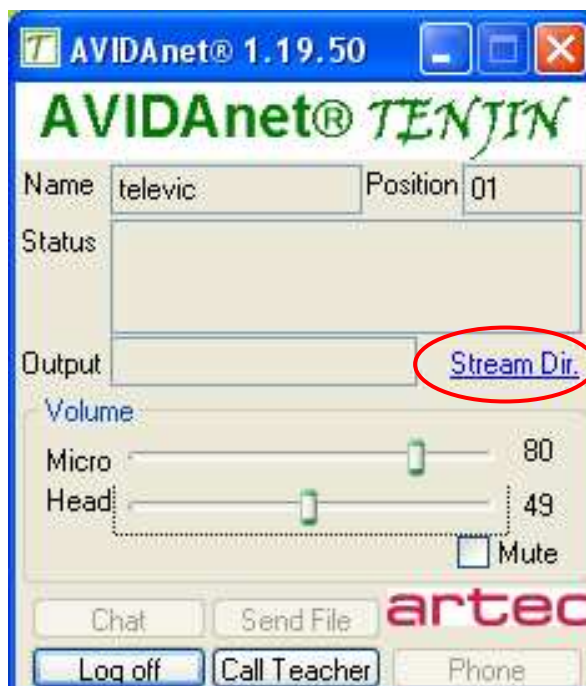 AVIDAnet® 1.19.50
AVIDAnet® TENJIN
Name televic Position 01
Status
Output Stream Dir.
Volume
Micro 80
Head 49
Mute
Chat Send File artec
Log off Call Teacher Phone